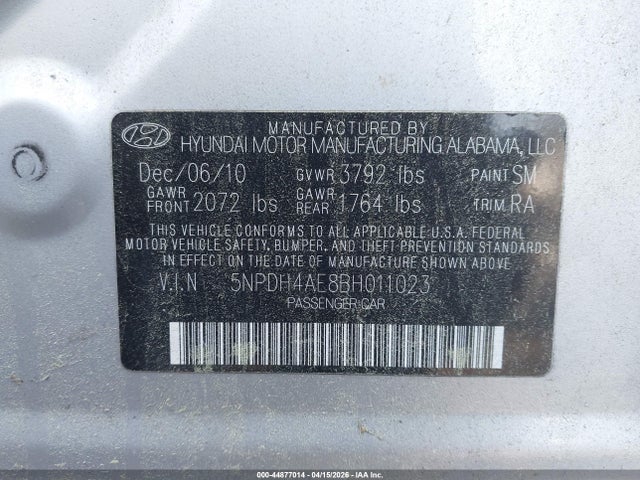 MANUFACTURED BY
HYUNDAI MOTOR MANUFACTURING ALABAMA, LLC
Dec/06/10 GVWR 3792 lbs PAINT SM
GAWR FRONT 2072 lbs GAWR REAR 1764 lbs TRIM RA
THIS VEHICLE CONFORMS TO ALL APPLICABLE U.S.A. FEDERAL
MOTOR VEHICLE SAFETY, BUMPER, AND THEFT PREVENTION STANDARDS
IN EFFECT ON THE DATE OF MANUFACTURE SHOWN ABOVE.
V.I.N 5NPDH4AE8BH011023
PASSENGER CAR
000-44877014 - 04/15/2026 - IAA Inc.